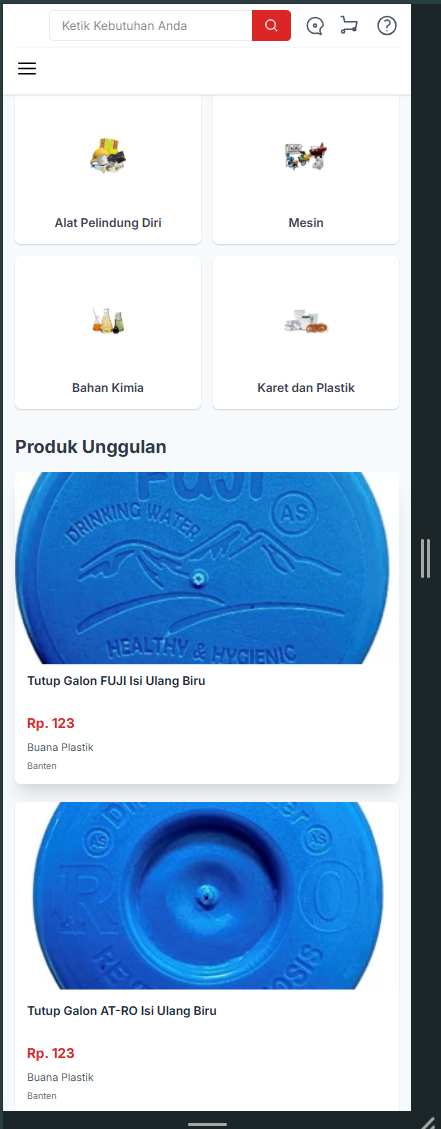 Ketik Kebutuhan Anda
Alat Pelindung Diri
Mesin
Bahan Kimia
Karet dan Plastik
Produk Unggulan
FUJI
DRINKING WATER
AS
HEALTHY & HYGIENIC
Tutup Galon FUJI Isi Ulang Biru
Rp. 123
Buana Plastik
Banten
AS
AS
R O
Tutup Galon AT-RO Isi Ulang Biru
Rp. 123
Buana Plastik
Banten